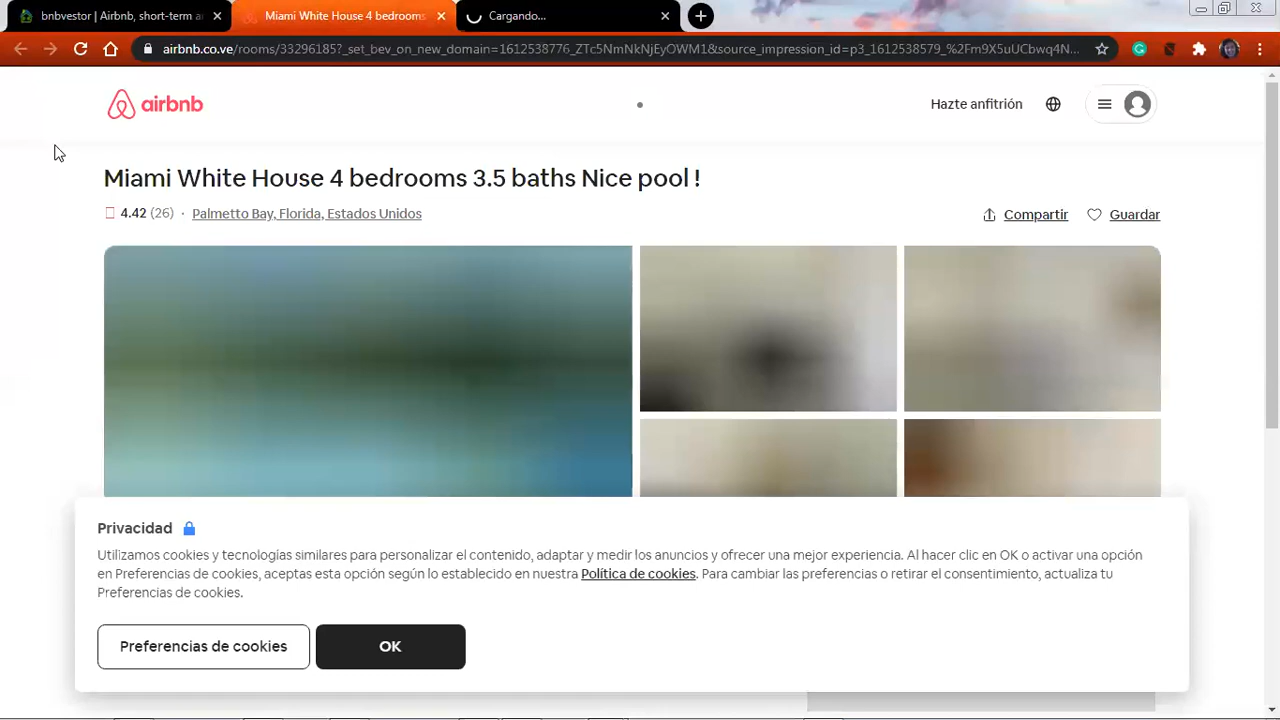 bnbvestor | Airbnb, short-term a
Miami White House 4 bedrooms
Cargando...
airbnb.co.ve/rooms/33296185?_set_bev_on_new_domain=1612538776_ZTc5NmNkNjEyOWM1&source_impression_id=p3_1612538579_%2Fm9X5uUCbwq4N...
airbnb
Hazte anfitrión
Miami White House 4 bedrooms 3.5 baths Nice pool !
4.42 (26) · Palmetto Bay, Florida, Estados Unidos
Compartir
Guardar
Privacidad
Utilizamos cookies y tecnologías similares para personalizar el contenido, adaptar y medir los anuncios y ofrecer una mejor experiencia. Al hacer clic en OK o activar una opción
en Preferencias de cookies, aceptas esta opción según lo establecido en nuestra Política de cookies. Para cambiar las preferencias o retirar el consentimiento, actualiza tu
Preferencias de cookies.
Preferencias de cookies
OK